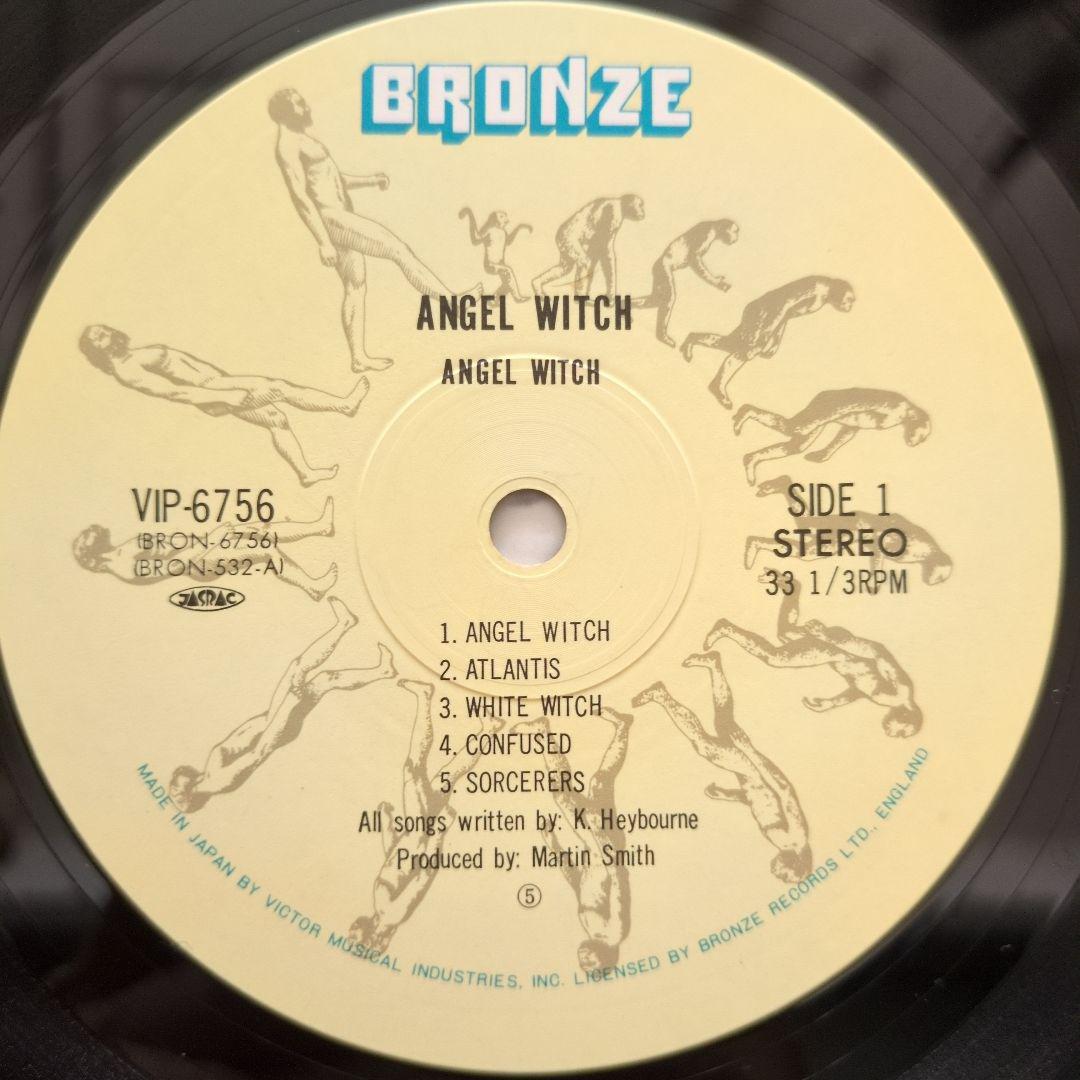 BRONZE
ANGEL WITCH
ANGEL WITCH
VIP-6756
(BRON-6756)
(BRON-532-A)
JASRAC
SIDE 1
STEREO
33 1/3RPM
1. ANGEL WITCH
2. ATLANTIS
3. WHITE WITCH
4. CONFUSED
5. SORCERERS
All songs written by: K. Heybourne
Produced by: Martin Smith
⑤
MADE IN JAPAN BY VICTOR MUSICAL INDUSTRIES, INC. LICENSED BY BRONZE RECORDS LTD., ENGLAND